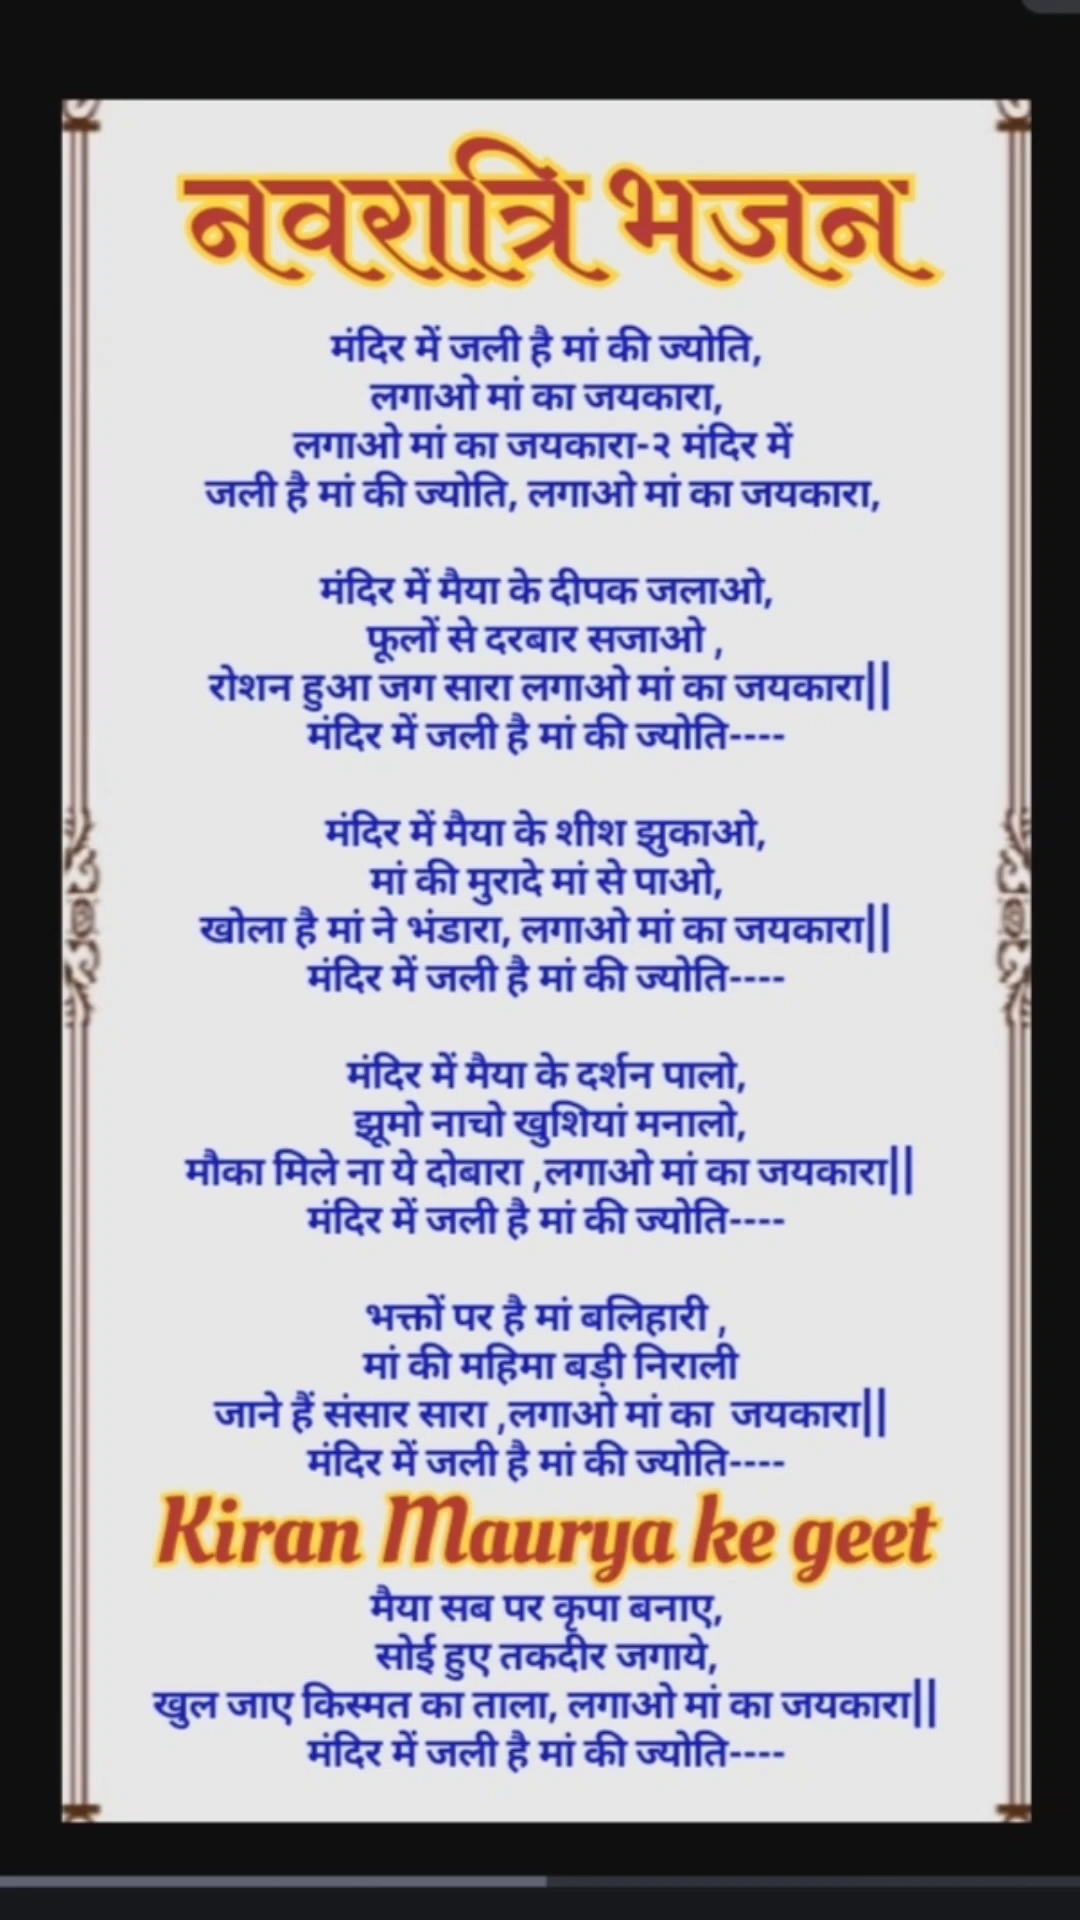 नवरात्रि भजन
मंदिर में जली है मां की ज्योति,
लगाओ मां का जयकारा,
लगाओ मां का जयकारा-२ मंदिर में
जली है मां की ज्योति, लगाओ मां का जयकारा,
मंदिर में मैया के दीपक जलाओ,
फूलों से दरबार सजाओ ,
रोशन हुआ जग सारा लगाओ मां का जयकारा||
मंदिर में जली है मां की ज्योति----
मंदिर में मैया के शीश झुकाओ,
मां की मुरादे मां से पाओ,
खोला है मां ने भंडारा, लगाओ मां का जयकारा||
मंदिर में जली है मां की ज्योति----
मंदिर में मैया के दर्शन पालो,
झूमो नाचो खुशियां मनालो,
मौका मिले ना ये दोबारा ,लगाओ मां का जयकारा||
मंदिर में जली है मां की ज्योति----
भक्तों पर है मां बलिहारी ,
मां की महिमा बड़ी निराली
जाने हैं संसार सारा ,लगाओ मां का  जयकारा||
मंदिर में जली है मां की ज्योति----
Kiran Maurya ke geet
मैया सब पर कृपा बनाए,
सोई हुए तकदीर जगाये,
खुल जाए किस्मत का ताला, लगाओ मां का जयकारा||
मंदिर में जली है मां की ज्योति----